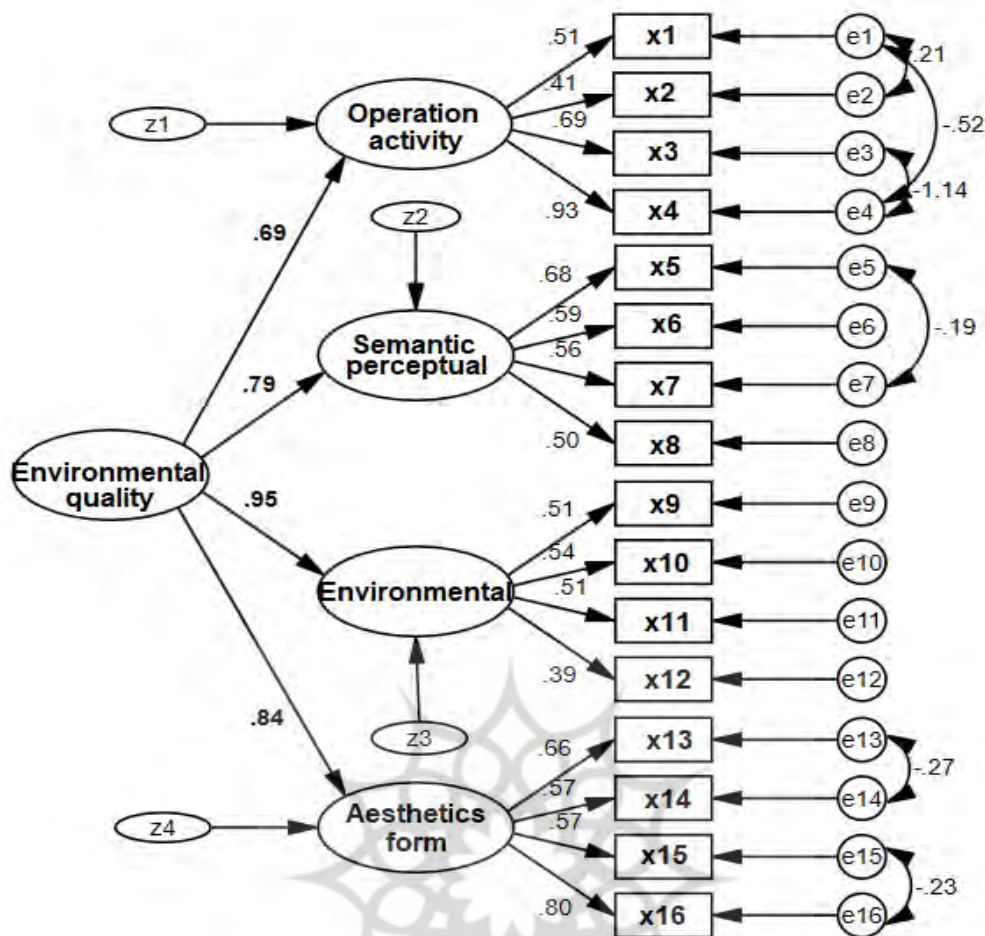 .51
x1
e1
.21
.41
x2
e2
Operation
activity
z1
.69
x3
e3
-.52
-1.14
.93
x4
e4
z2
.69
.68
x5
e5
.59
x6
e6
-.19
Semantic
perceptual
.56
x7
e7
.79
.50
x8
e8
Environmental
quality
.95
.51
x9
e9
.54
x10
e10
Environmental
.51
x11
e11
.39
x12
e12
.84
z3
.66
x13
e13
-.27
.57
x14
e14
Aesthetics
form
z4
.57
x15
e15
-.23
.80
x16
e16